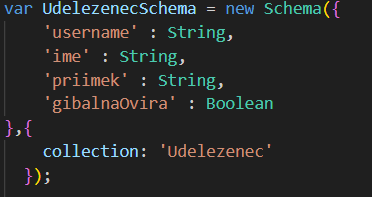 var UdelezenecSchema = new Schema({
'username' : String,
'ime' : String,
'priimek' : String,
'gibalnaOvira' : Boolean
},{
collection: 'Udelezenec'
});